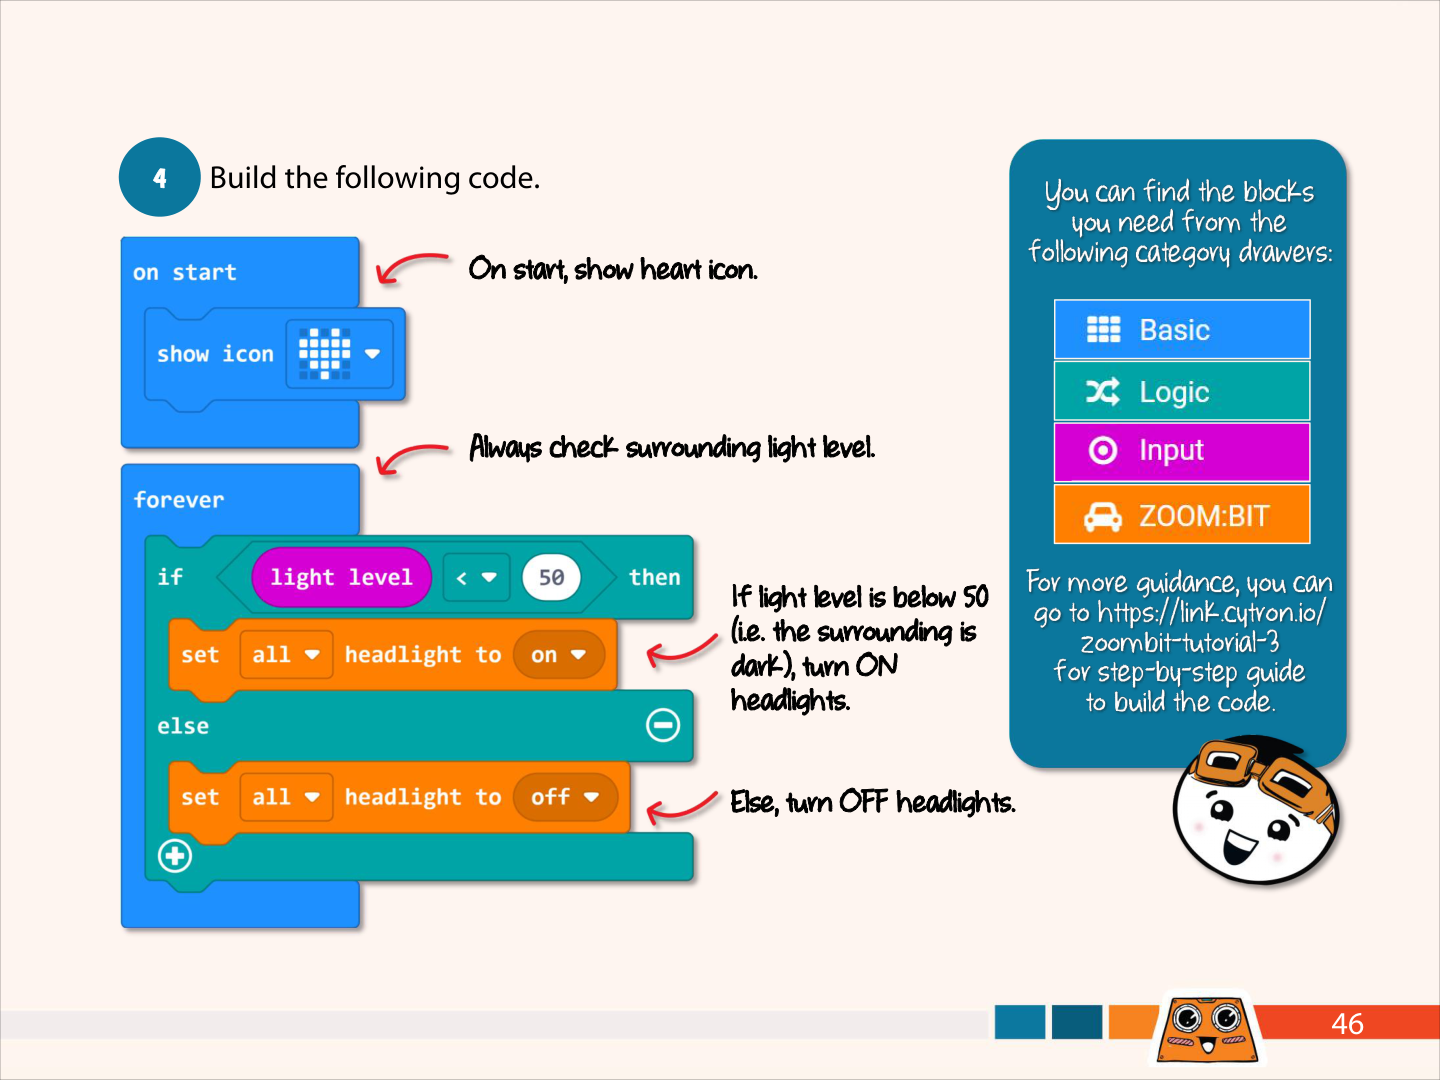 4 Build the following code.
on start
On start, show heart icon.
show icon
Always check surrounding light level.
forever
if light level < 50 then
If light level is below 50
(i.e. the surrounding is
dark), turn ON
headlights.
set all headlight to on
else
set all headlight to off
Else, turn OFF headlights.
You can find the blocks
you need from the
following category drawers:
Basic
Logic
Input
ZOOM:BIT
For more guidance, you can
go to https://link.cytron.io/
zoombit-tutorial-3
for step-by-step guide
to build the code.
46